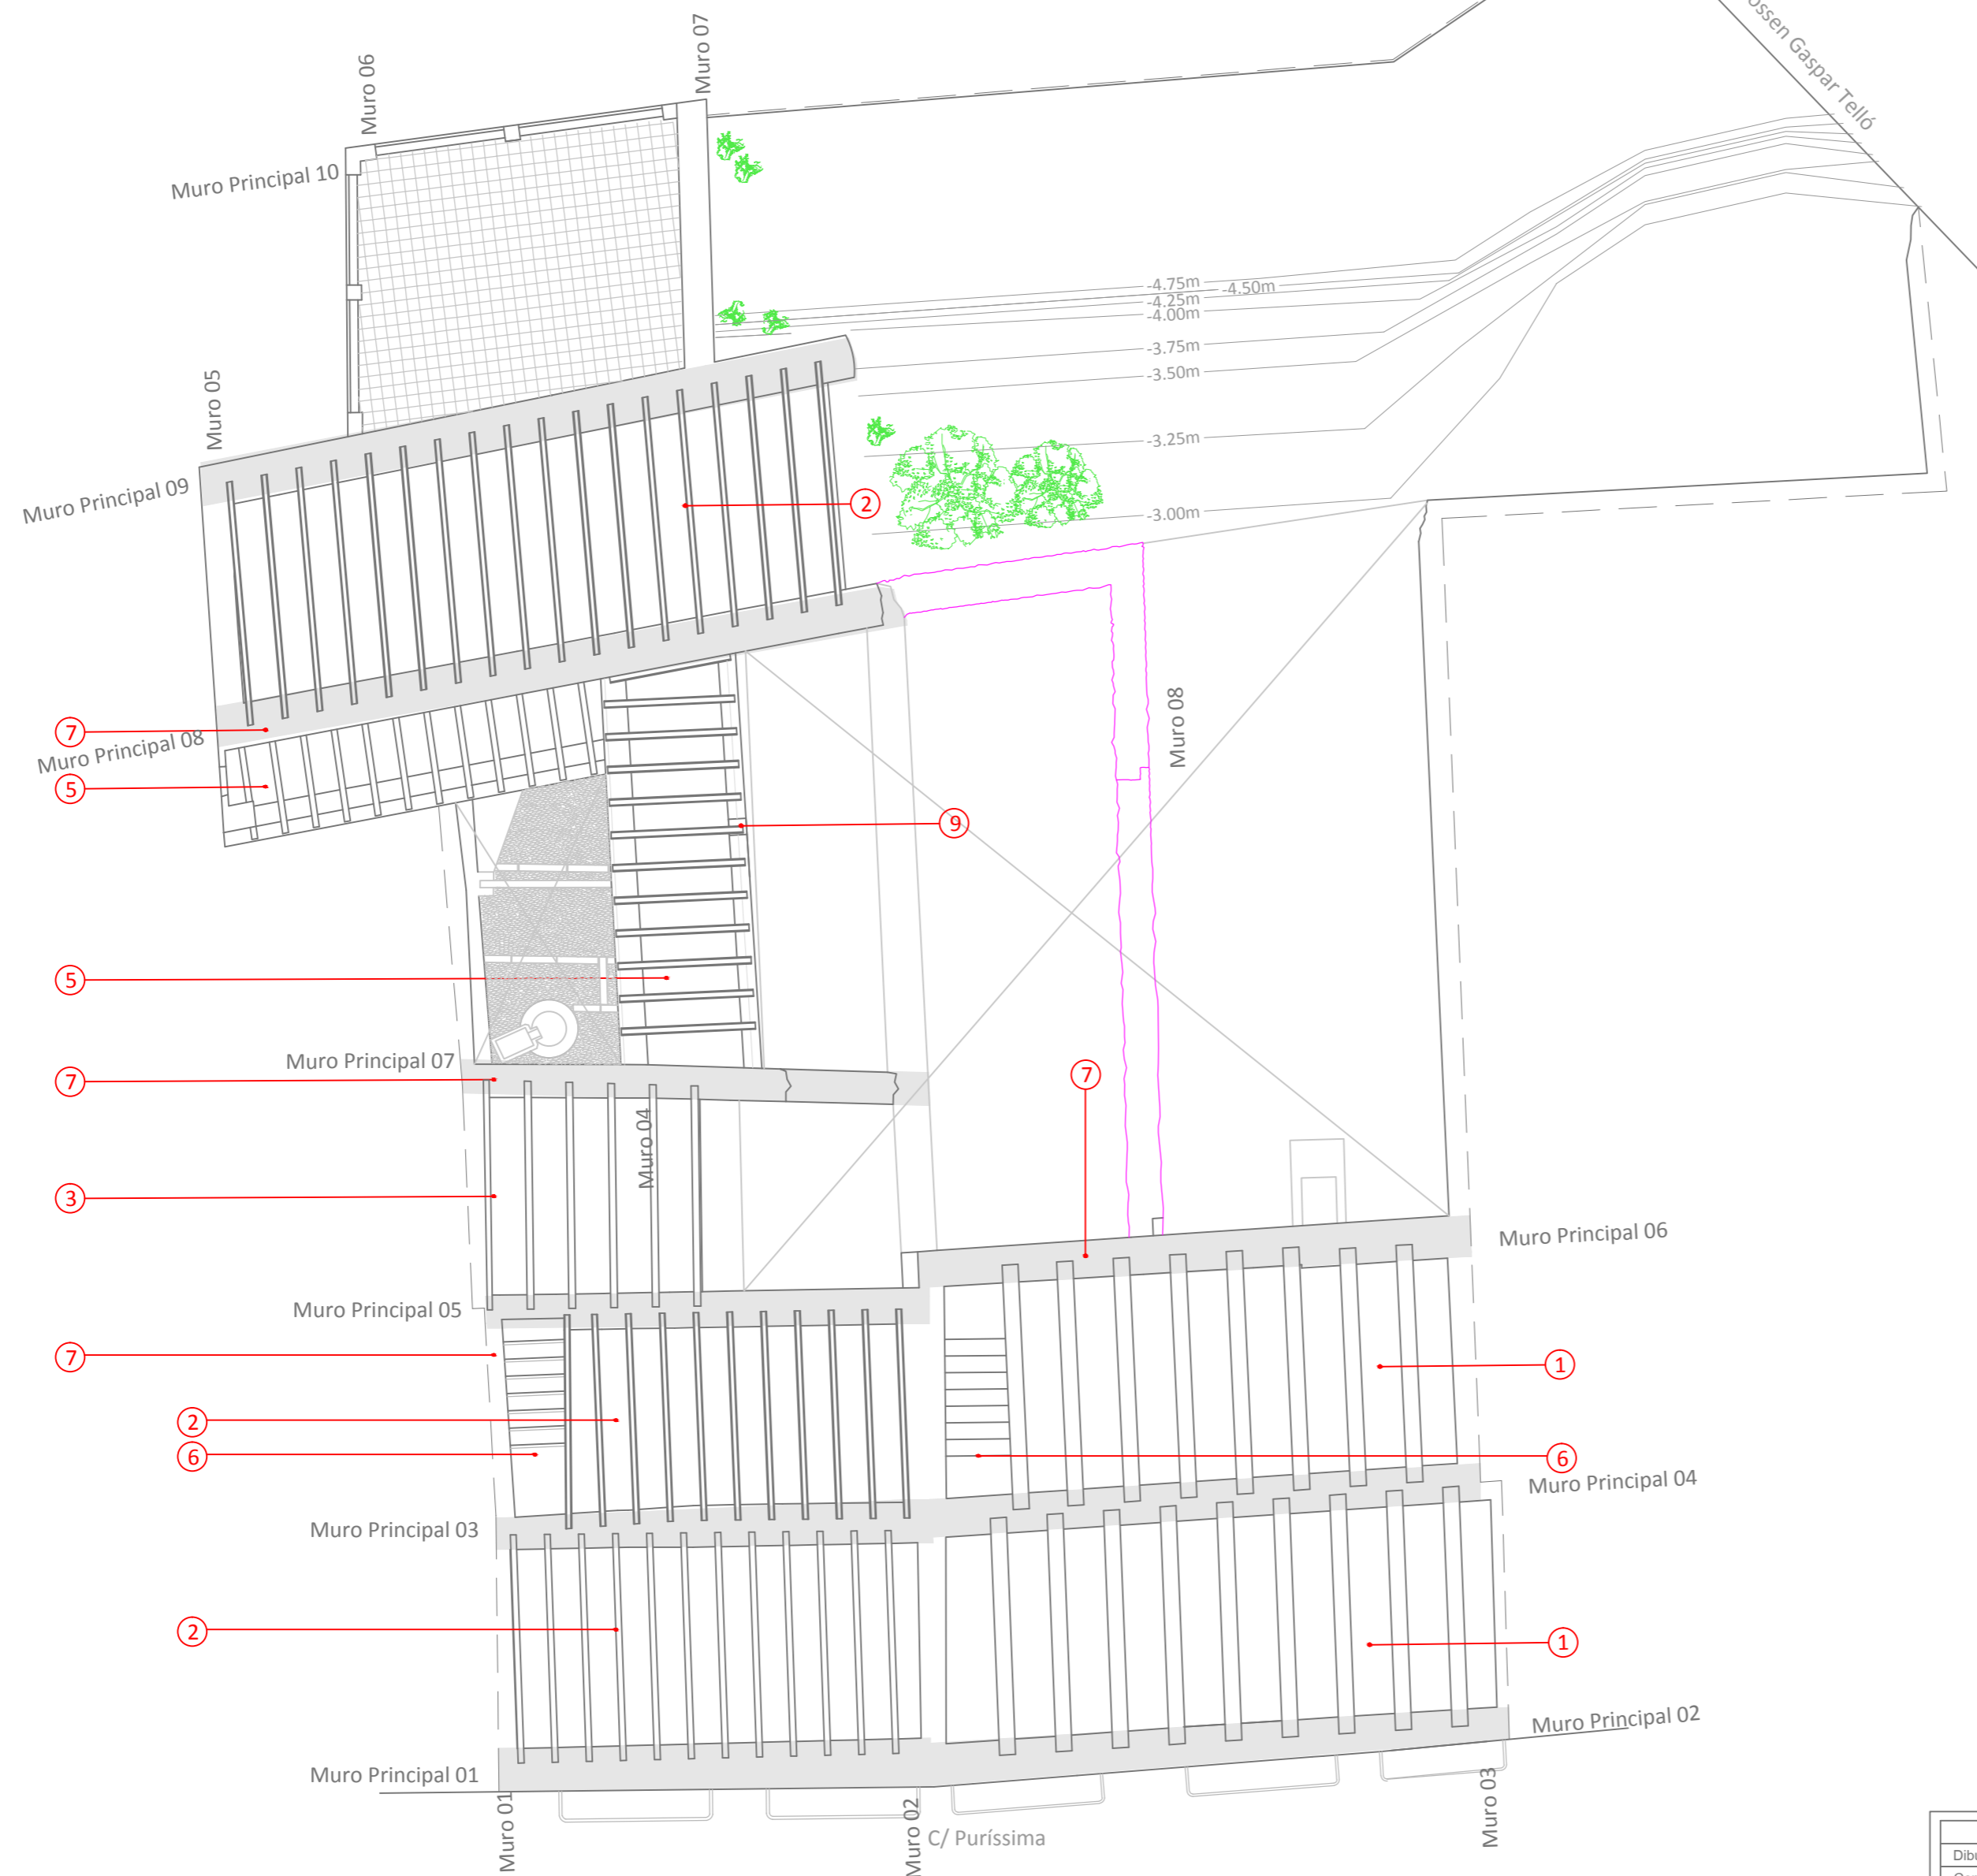 ossen Gaspar Telló
Muro 07
Muro 06
Muro Principal 10
-4.75m
-4.50m
-4.25m
-4.00m
-3.75m
-3.50m
Muro 05
-3.25m
Muro Principal 09
2
-3.00m
Muro 08
7
Muro Principal 08
5
9
5
Muro Principal 07
7
7
Muro 04
3
Muro Principal 06
Muro Principal 05
7
1
2
6
6
Muro Principal 04
Muro Principal 03
2
1
Muro Principal 02
Muro Principal 01
Muro 01
Muro 02
Muro 03
C/ Puríssima
Dibu